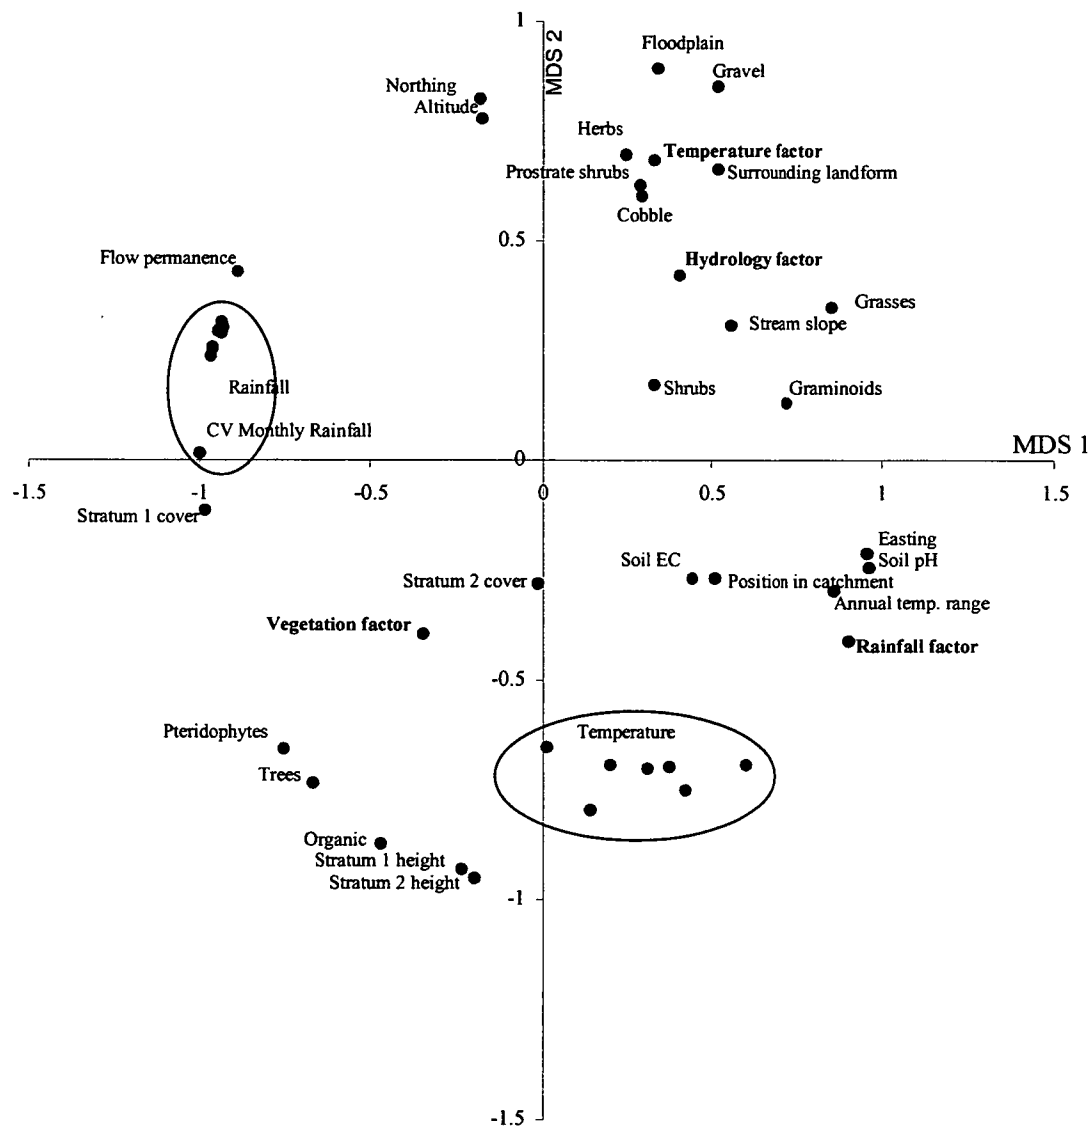 1
MDS 2
Floodplain
Gravel
Northing
Altitude
Herbs
Temperature factor
Prostrate shrubs
Surrounding landform
Cobble
0.5
Flow permanence
Hydrology factor
Grasses
Stream slope
Rainfall
Shrubs
Graminoids
CV Monthly Rainfall
MDS 1
0
-1.5
-1
-0.5
0
0.5
1
1.5
Stratum 1 cover
Easting
Soil EC
Soil pH
Stratum 2 cover
Position in catchment
Annual temp. range
Vegetation factor
Rainfall factor
-0.5
Pteridophytes
Temperature
Trees
Organic
Stratum 1 height
Stratum 2 height
-1
-1.5